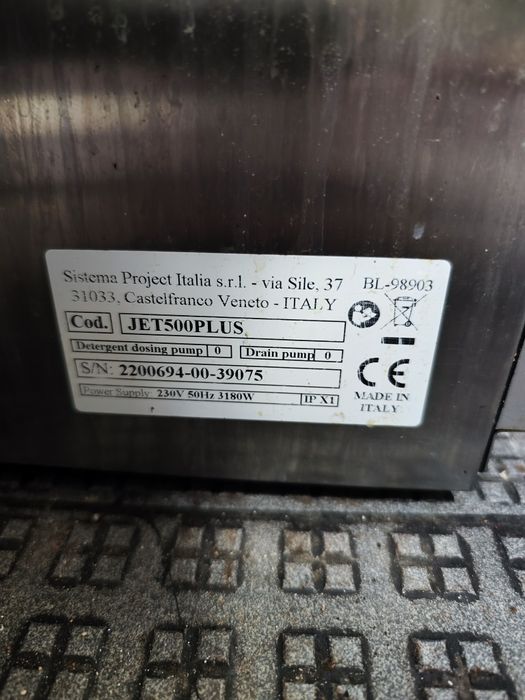 Sistema Project Italia s.r.l. - via Sile, 37
31033, Castelfranco Veneto - ITALY
BL-98903
Cod. JET500PLUS
Detergent dosing pump 0 Drain pump 0
S/N: 2200694-00-39075
Power Supply: 230V 50Hz 3180W IP X1
CE
MADE IN
ITALY